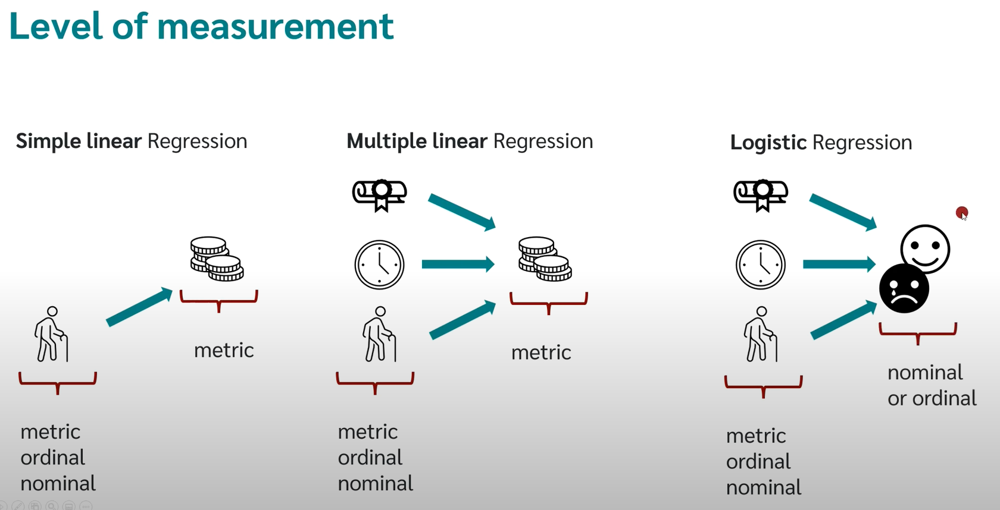 Level of measurement
Simple linear Regression
metric
metric
ordinal
nominal
Multiple linear Regression
metric
metric
ordinal
nominal
Logistic Regression
nominal
or ordinal
metric
ordinal
nominal